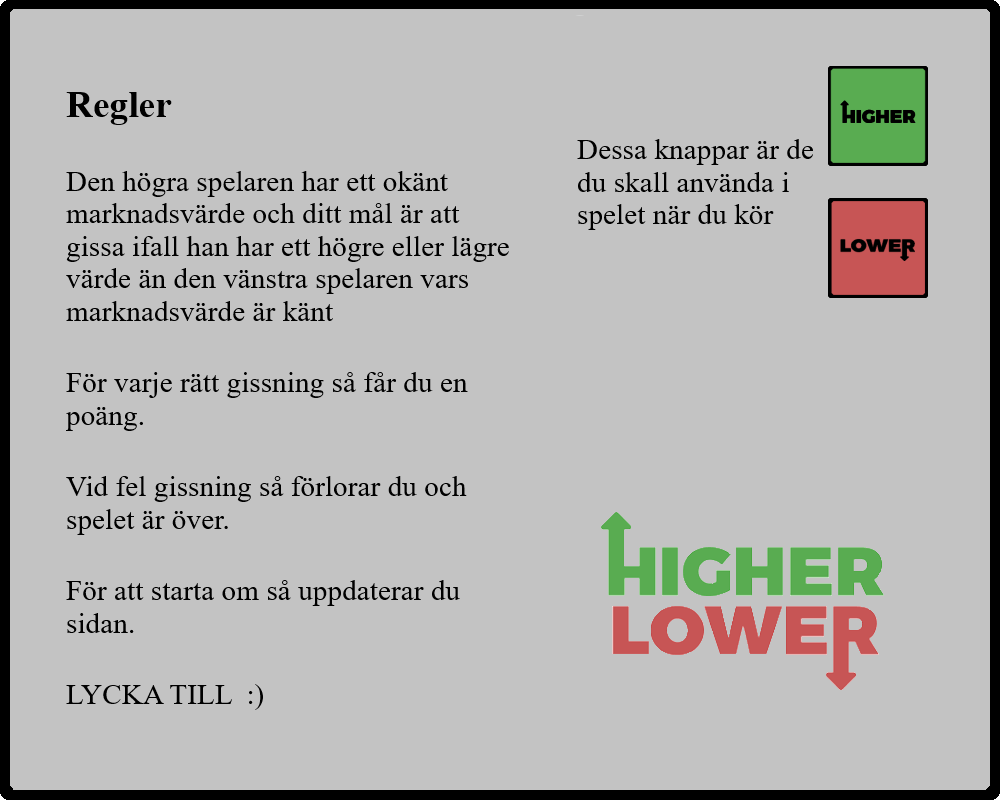 Regler
Den högra spelaren har ett okänt
marknadsvärde och ditt mål är att
gissa ifall han har ett högre eller lägre
värde än den vänstra spelaren vars
marknadsvärde är känt
För varje rätt gissning så får du en
poäng.
Vid fel gissning så förlorar du och
spelet är över.
För att starta om så uppdaterar du
sidan.
LYCKA TILL :)
Dessa knappar är de
du skall använda i
spelet när du kör
HIGHER
LOWER
HIGHER
LOWER